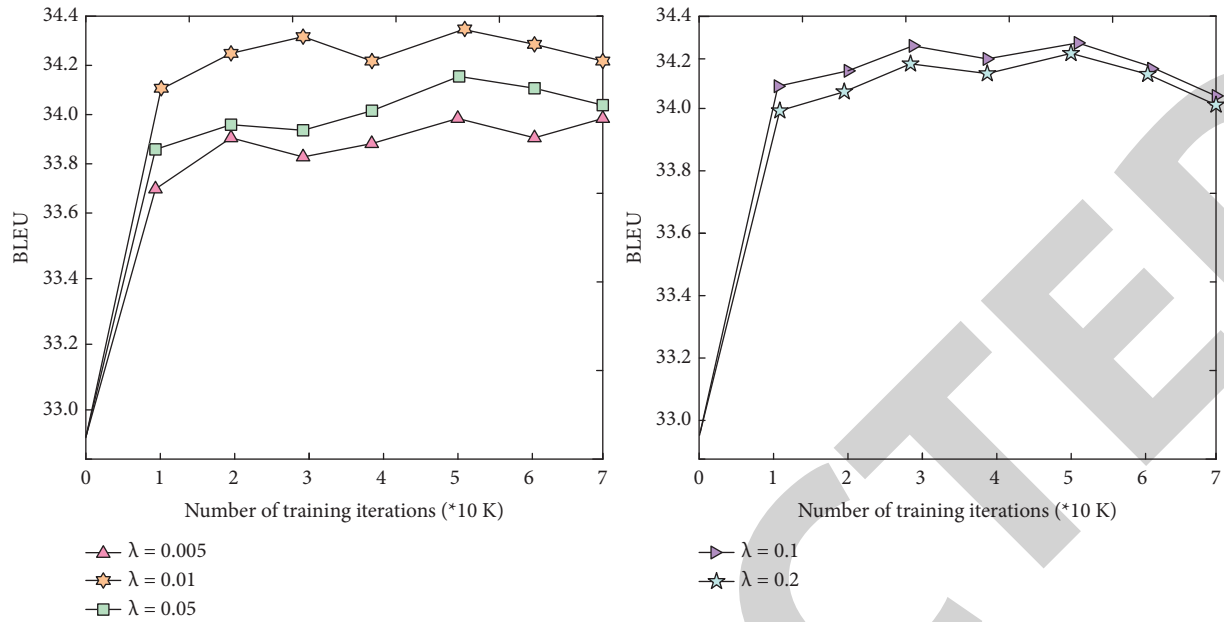 34.4
34.2
34.0
33.8
33.6
33.4
33.2
33.0
BLEU
0 1 2 3 4 5 6 7
Number of training iterations (*10 K)
λ = 0.005
λ = 0.01
λ = 0.05
34.4
34.2
34.0
33.8
33.6
33.4
33.2
33.0
BLEU
0 1 2 3 4 5 6 7
Number of training iterations (*10 K)
λ = 0.1
λ = 0.2
CTED